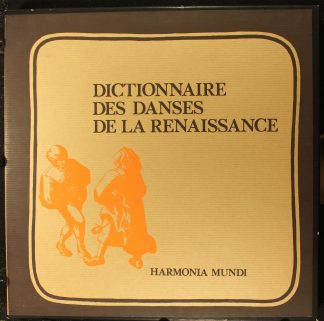 DICTIONNAIRE
DES DANSES
DE LA RENAISSANCE
HARMONIA MUNDI